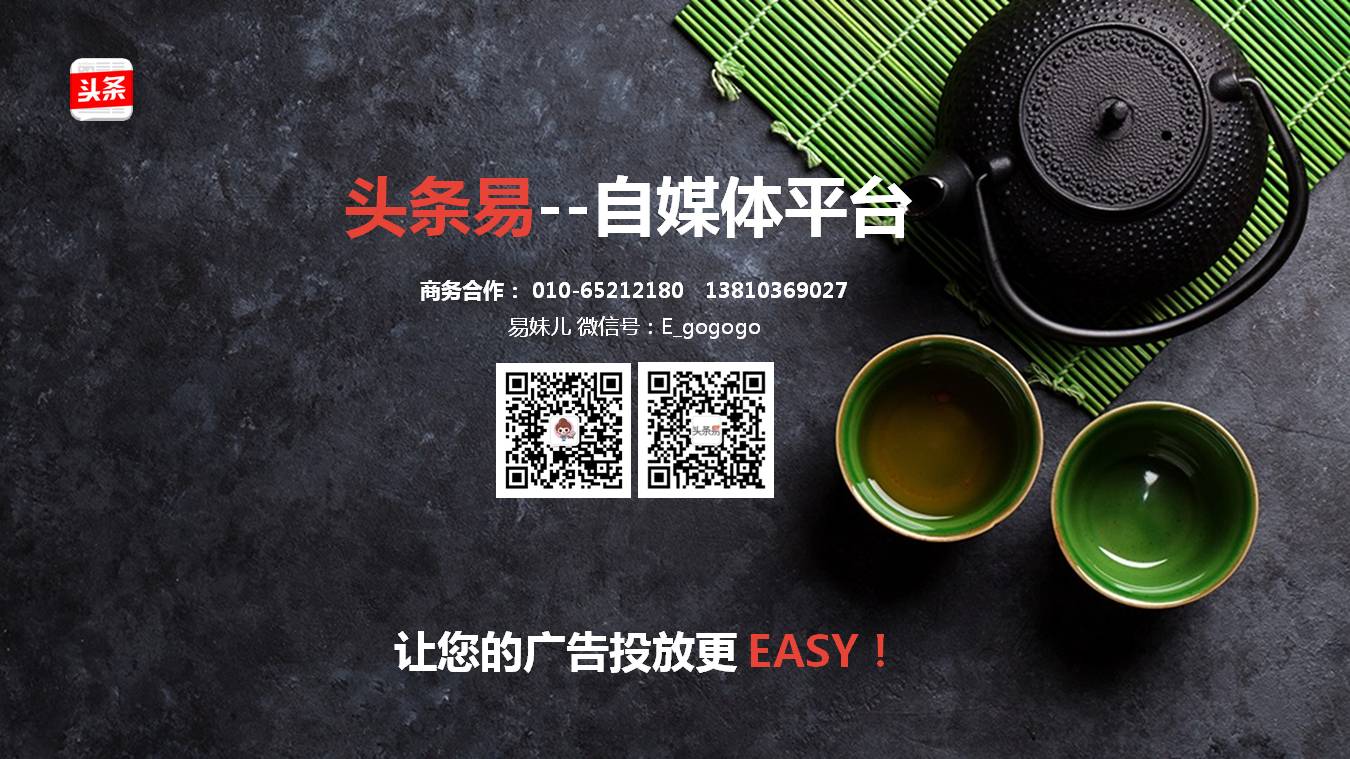 头条
头条易--自媒体平台
商务合作： 010-65212180 13810369027
易妹儿 微信号：E_gogogo
头条易
让您的广告投放更 EASY！